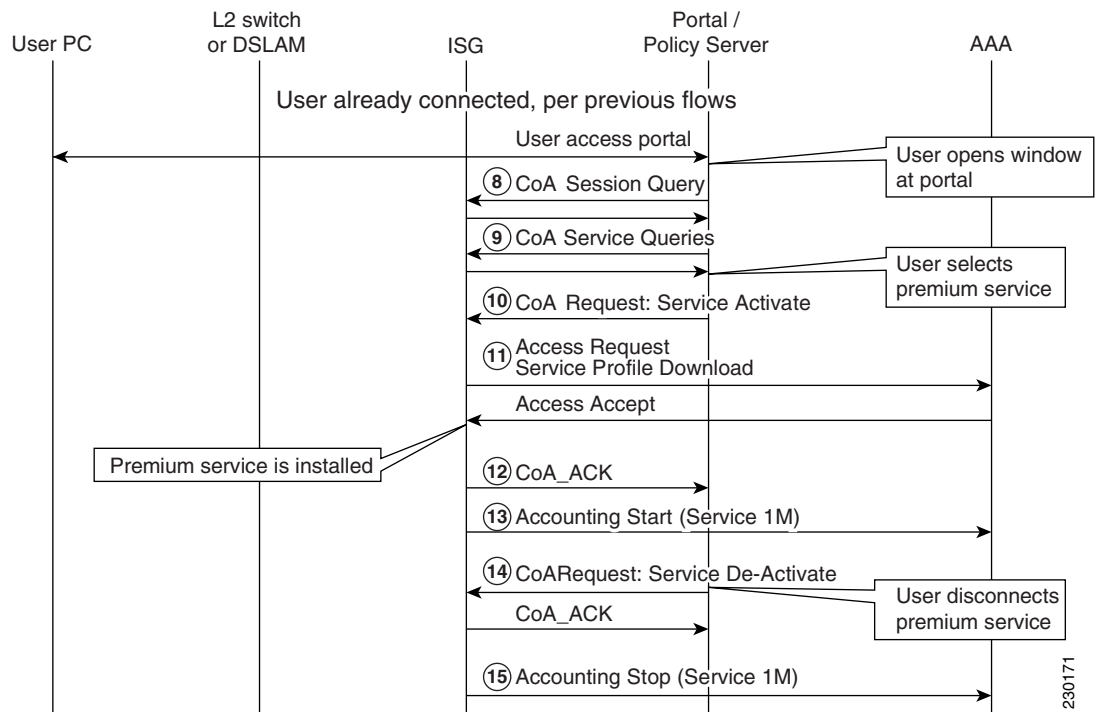 User PC
L2 switch
or DSLAM
ISG
Portal /
Policy Server
AAA
User already connected, per previous flows
User access portal
User opens window
at portal
8 CoA Session Query
9 CoA Service Queries
User selects
premium service
10 CoA Request: Service Activate
11 Access Request
Service Profile Download
Access Accept
Premium service is installed
12 CoA_ACK
13 Accounting Start (Service 1M)
14 CoARequest: Service De-Activate
User disconnects
premium service
CoA_ACK
15 Accounting Stop (Service 1M)
230171